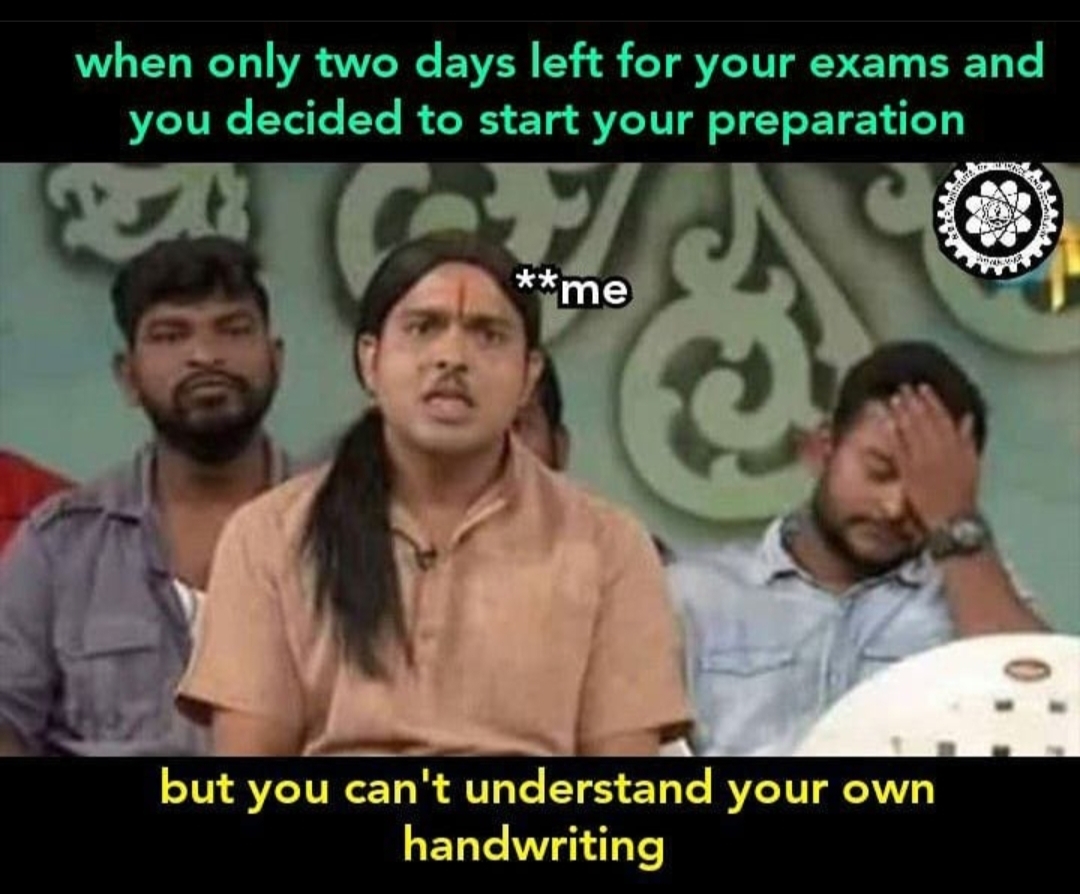 when only two days left for your exams and
you decided to start your preparation
**me
but you can't understand your own
handwriting